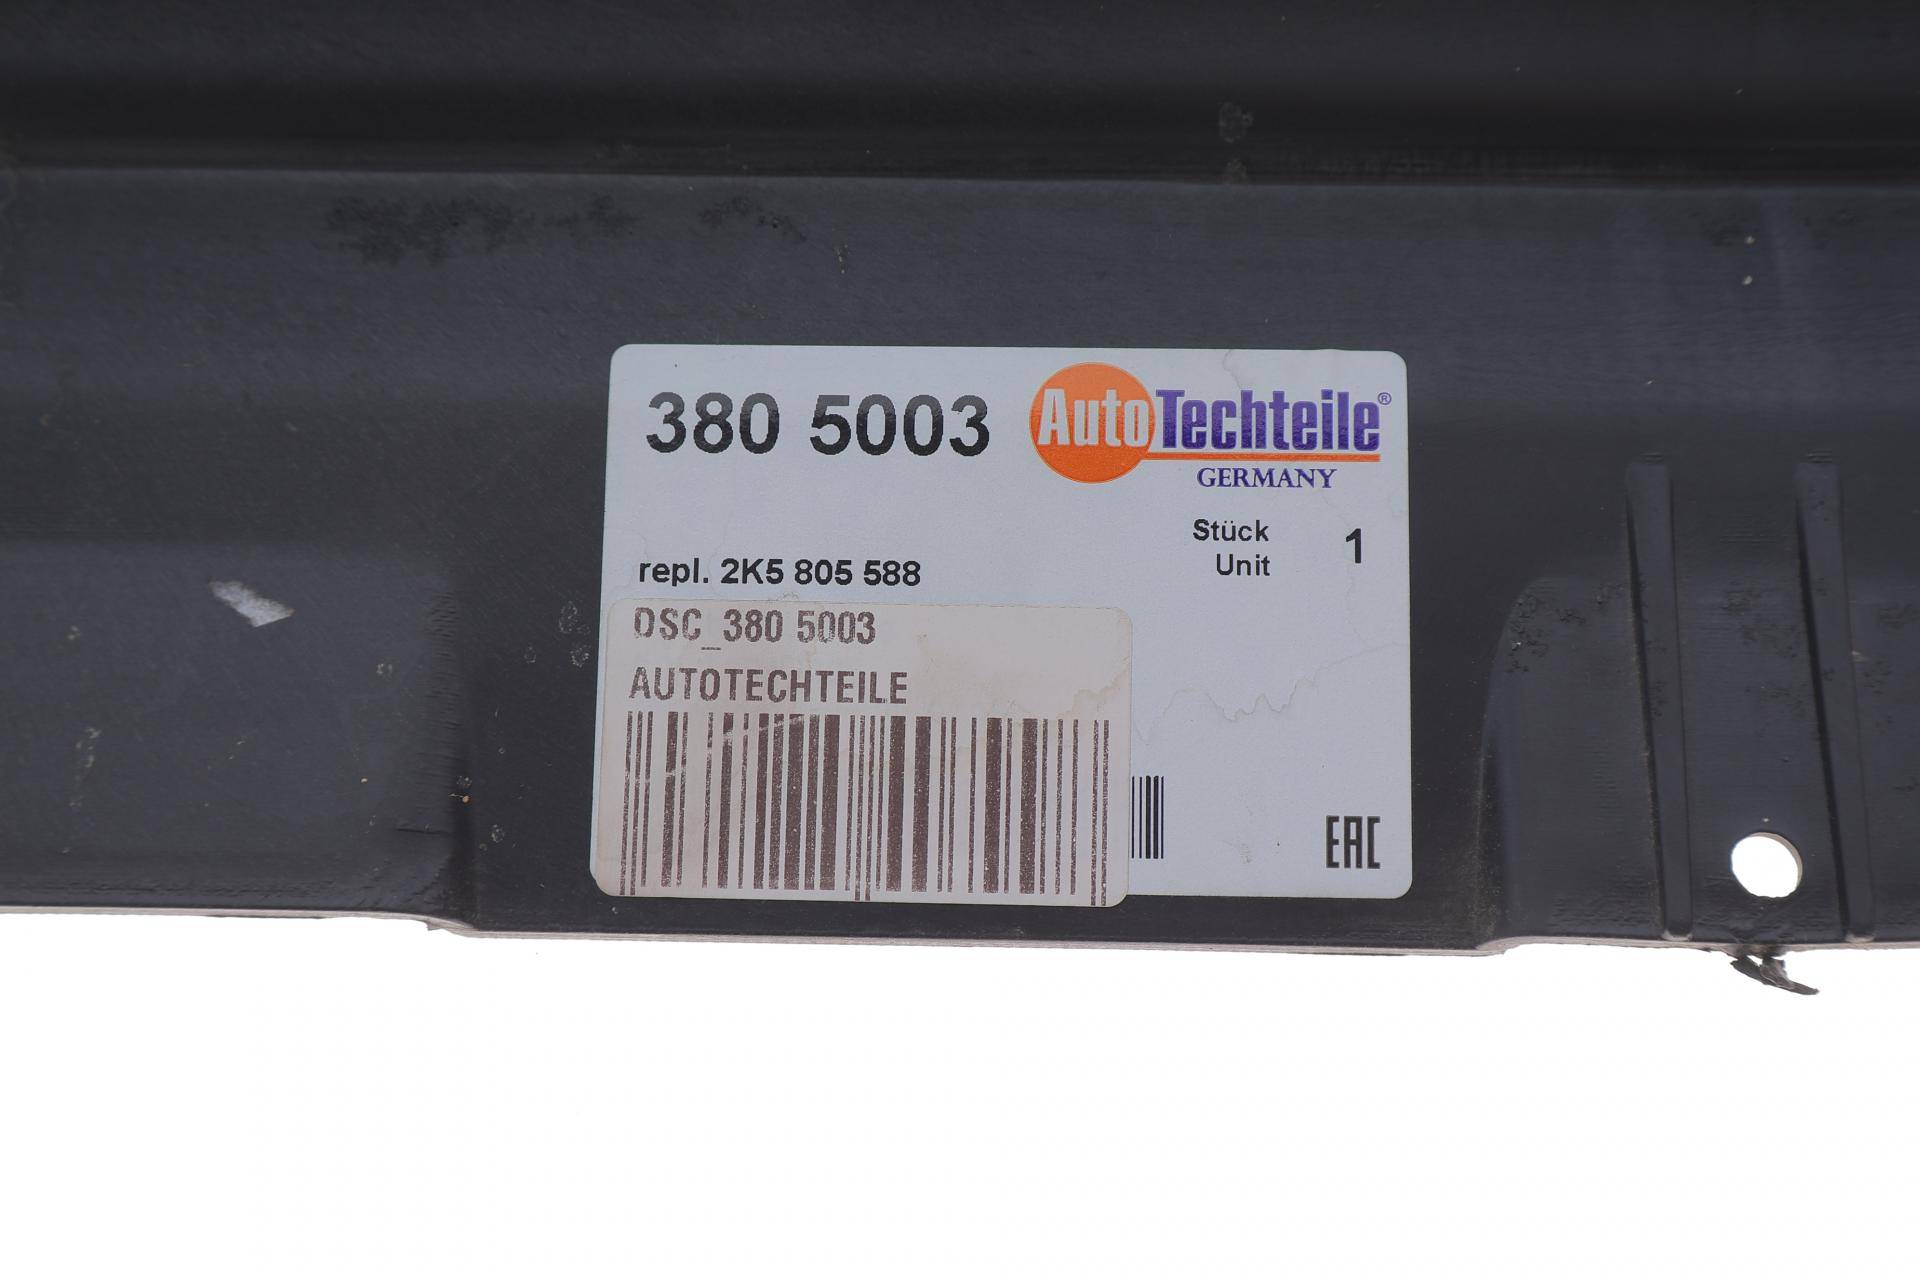 380 5003
AutoTechteile®
GERMANY
Stück
Unit 1
repl. 2K5 805 588
DSC_380 5003
AUTOTECHTEILE
EAC